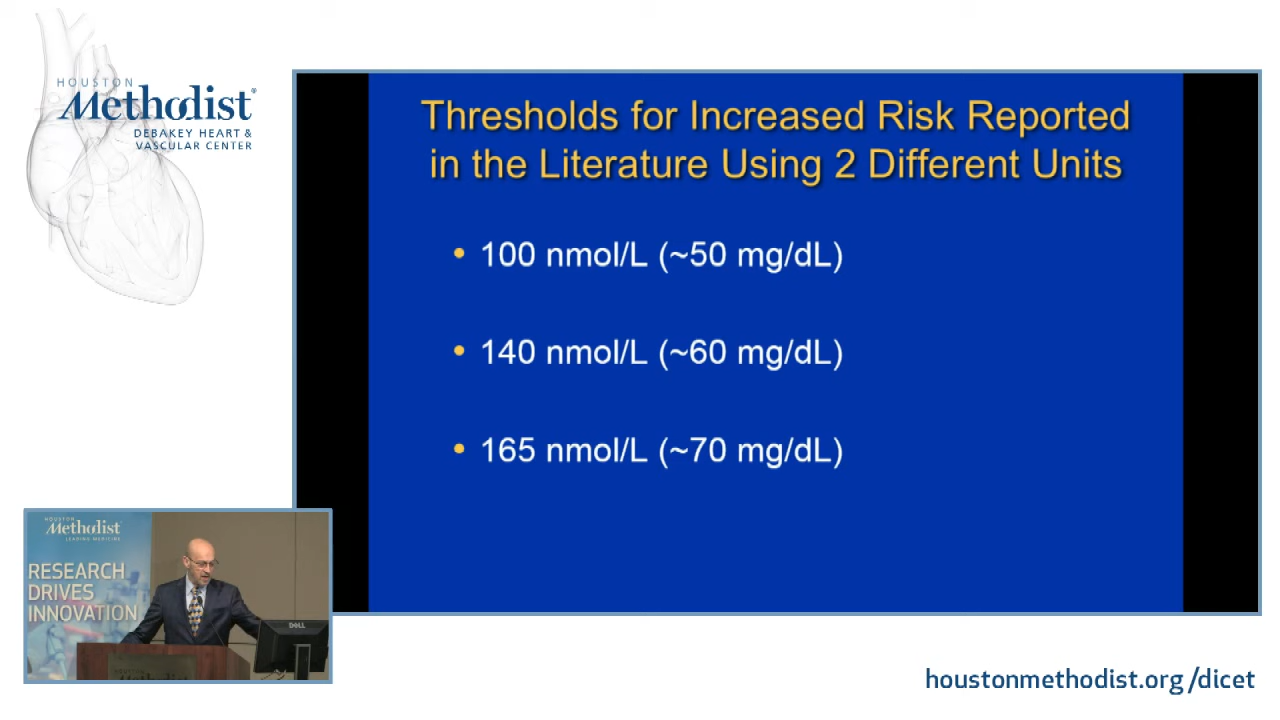 HOUSTON
Methodist®
DEBAKEY HEART &
VASCULAR CENTER
Thresholds for Increased Risk Reported
in the Literature Using 2 Different Units
• 100 nmol/L (~50 mg/dL)
• 140 nmol/L (~60 mg/dL)
• 165 nmol/L (~70 mg/dL)
HOUSTON
Methodist
LEADING MEDICINE
RESEARCH
DRIVES
INNOVATION
DELL
HOUSTON
Methodist
houstonmethodist.org/dicet